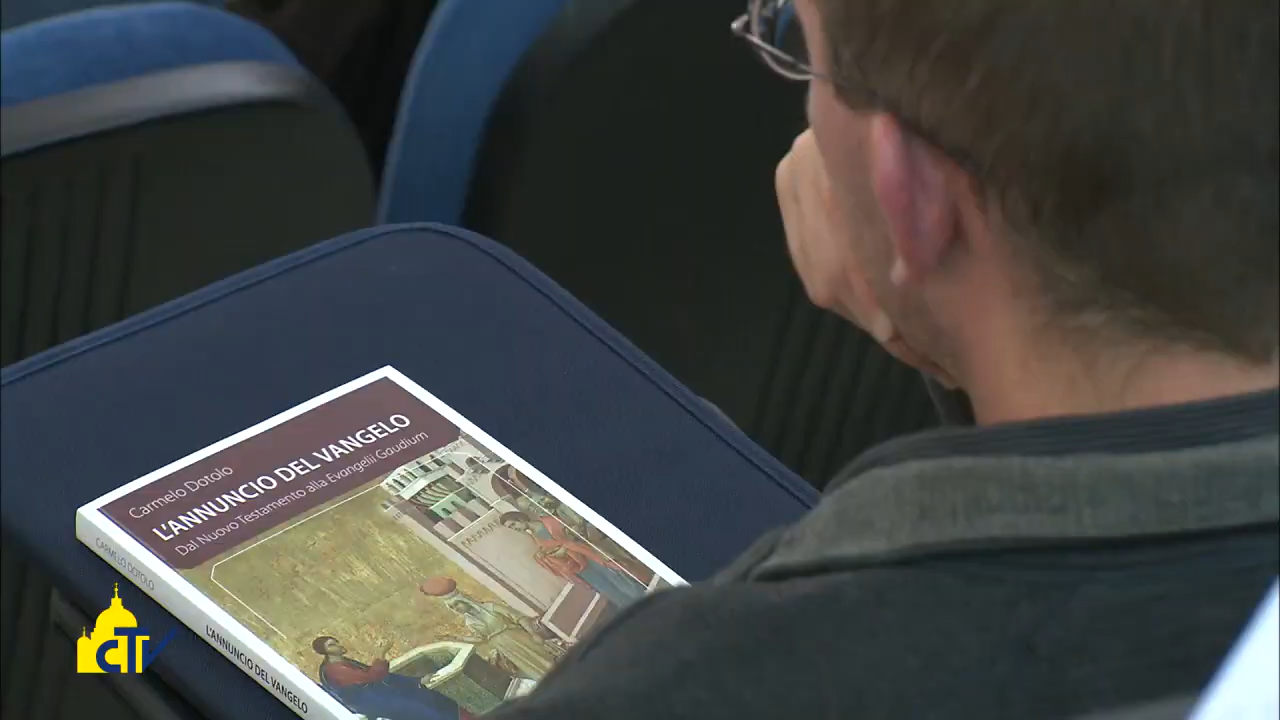 Carmelo Dotolo
L'ANNUNCIO DEL VANGELO
Dal Nuovo Testamento alla Evangelii Gaudium
CARMELO DOTOLO
L'ANNUNCIO DEL VANGELO
CTV